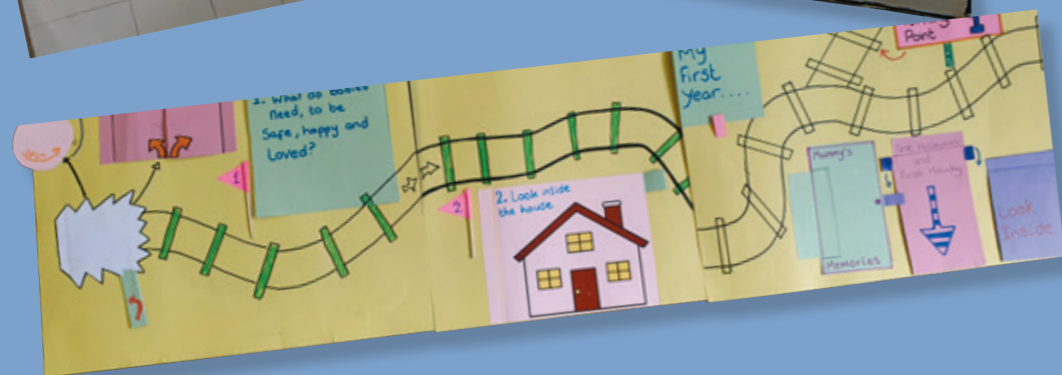 1
1. What do babies
need, to be
Safe, happy and
Loved?
2
2. Look inside
the house
My
First
Year....
Point
Mummy's
Memories
and
First Holiday
Look
Inside